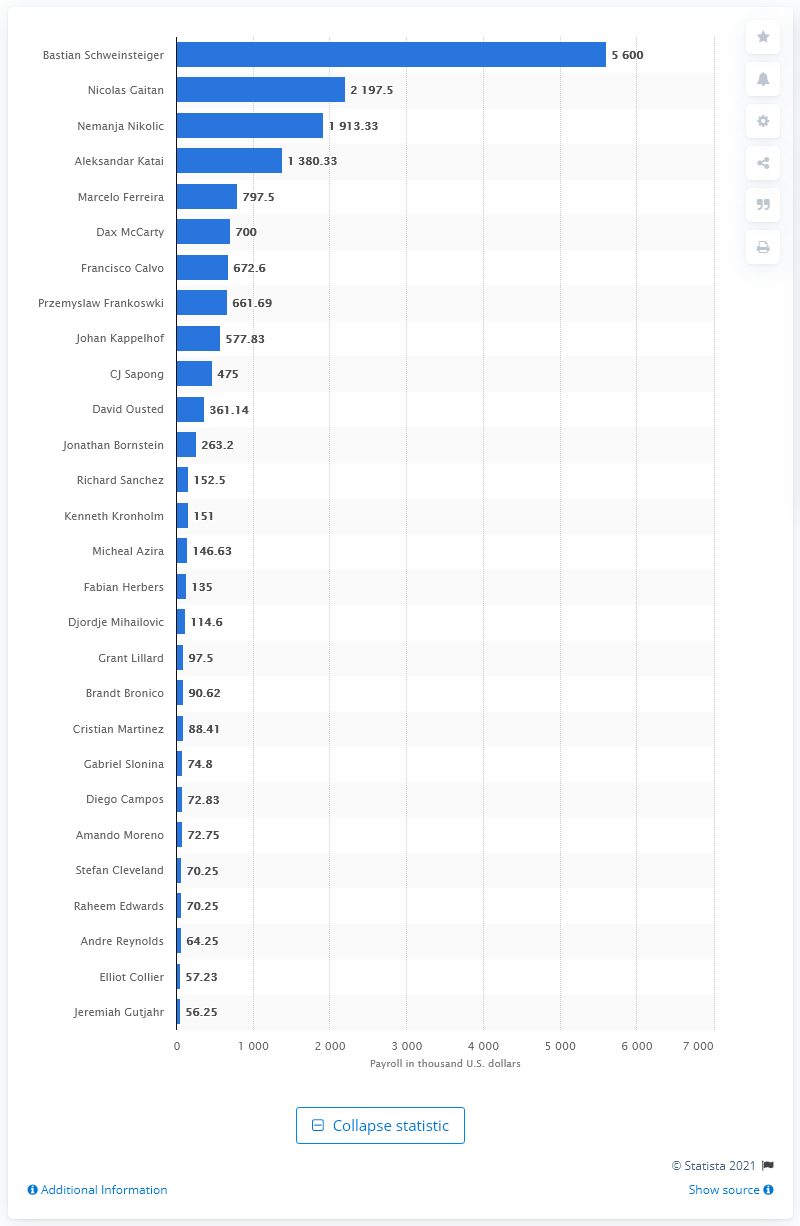 Bastian Schweinsteiger 5 600
Nicolas Gaitan 2 197.5
Nemanja Nikolic 1 913.33
Aleksandar Katai 1 380.33
Marcelo Ferreira 797.5
Dax McCarty 700
Francisco Calvo 672.6
Przemyslaw Frankoswki 661.69
Johan Kappelhof 577.83
CJ Sapong 475
David Ousted 361.14
Jonathan Bornstein 263.2
Richard Sanchez 152.5
Kenneth Kronholm 151
Micheal Azira 146.63
Fabian Herbers 135
Djordje Mihailovic 114.6
Grant Lillard 97.5
Brandt Bronico 90.62
Cristian Martinez 88.41
Gabriel Slonina 74.8
Diego Campos 72.83
Amando Moreno 72.75
Stefan Cleveland 70.25
Raheem Edwards 70.25
Andre Reynolds 64.25
Elliot Collier 57.23
Jeremiah Gutjahr 56.25
0 1 000 2 000 3 000 4 000 5 000 6 000 7 000
Payroll in thousand U.S. dollars
Collapse statistic
© Statista 2021
Additional Information Show source